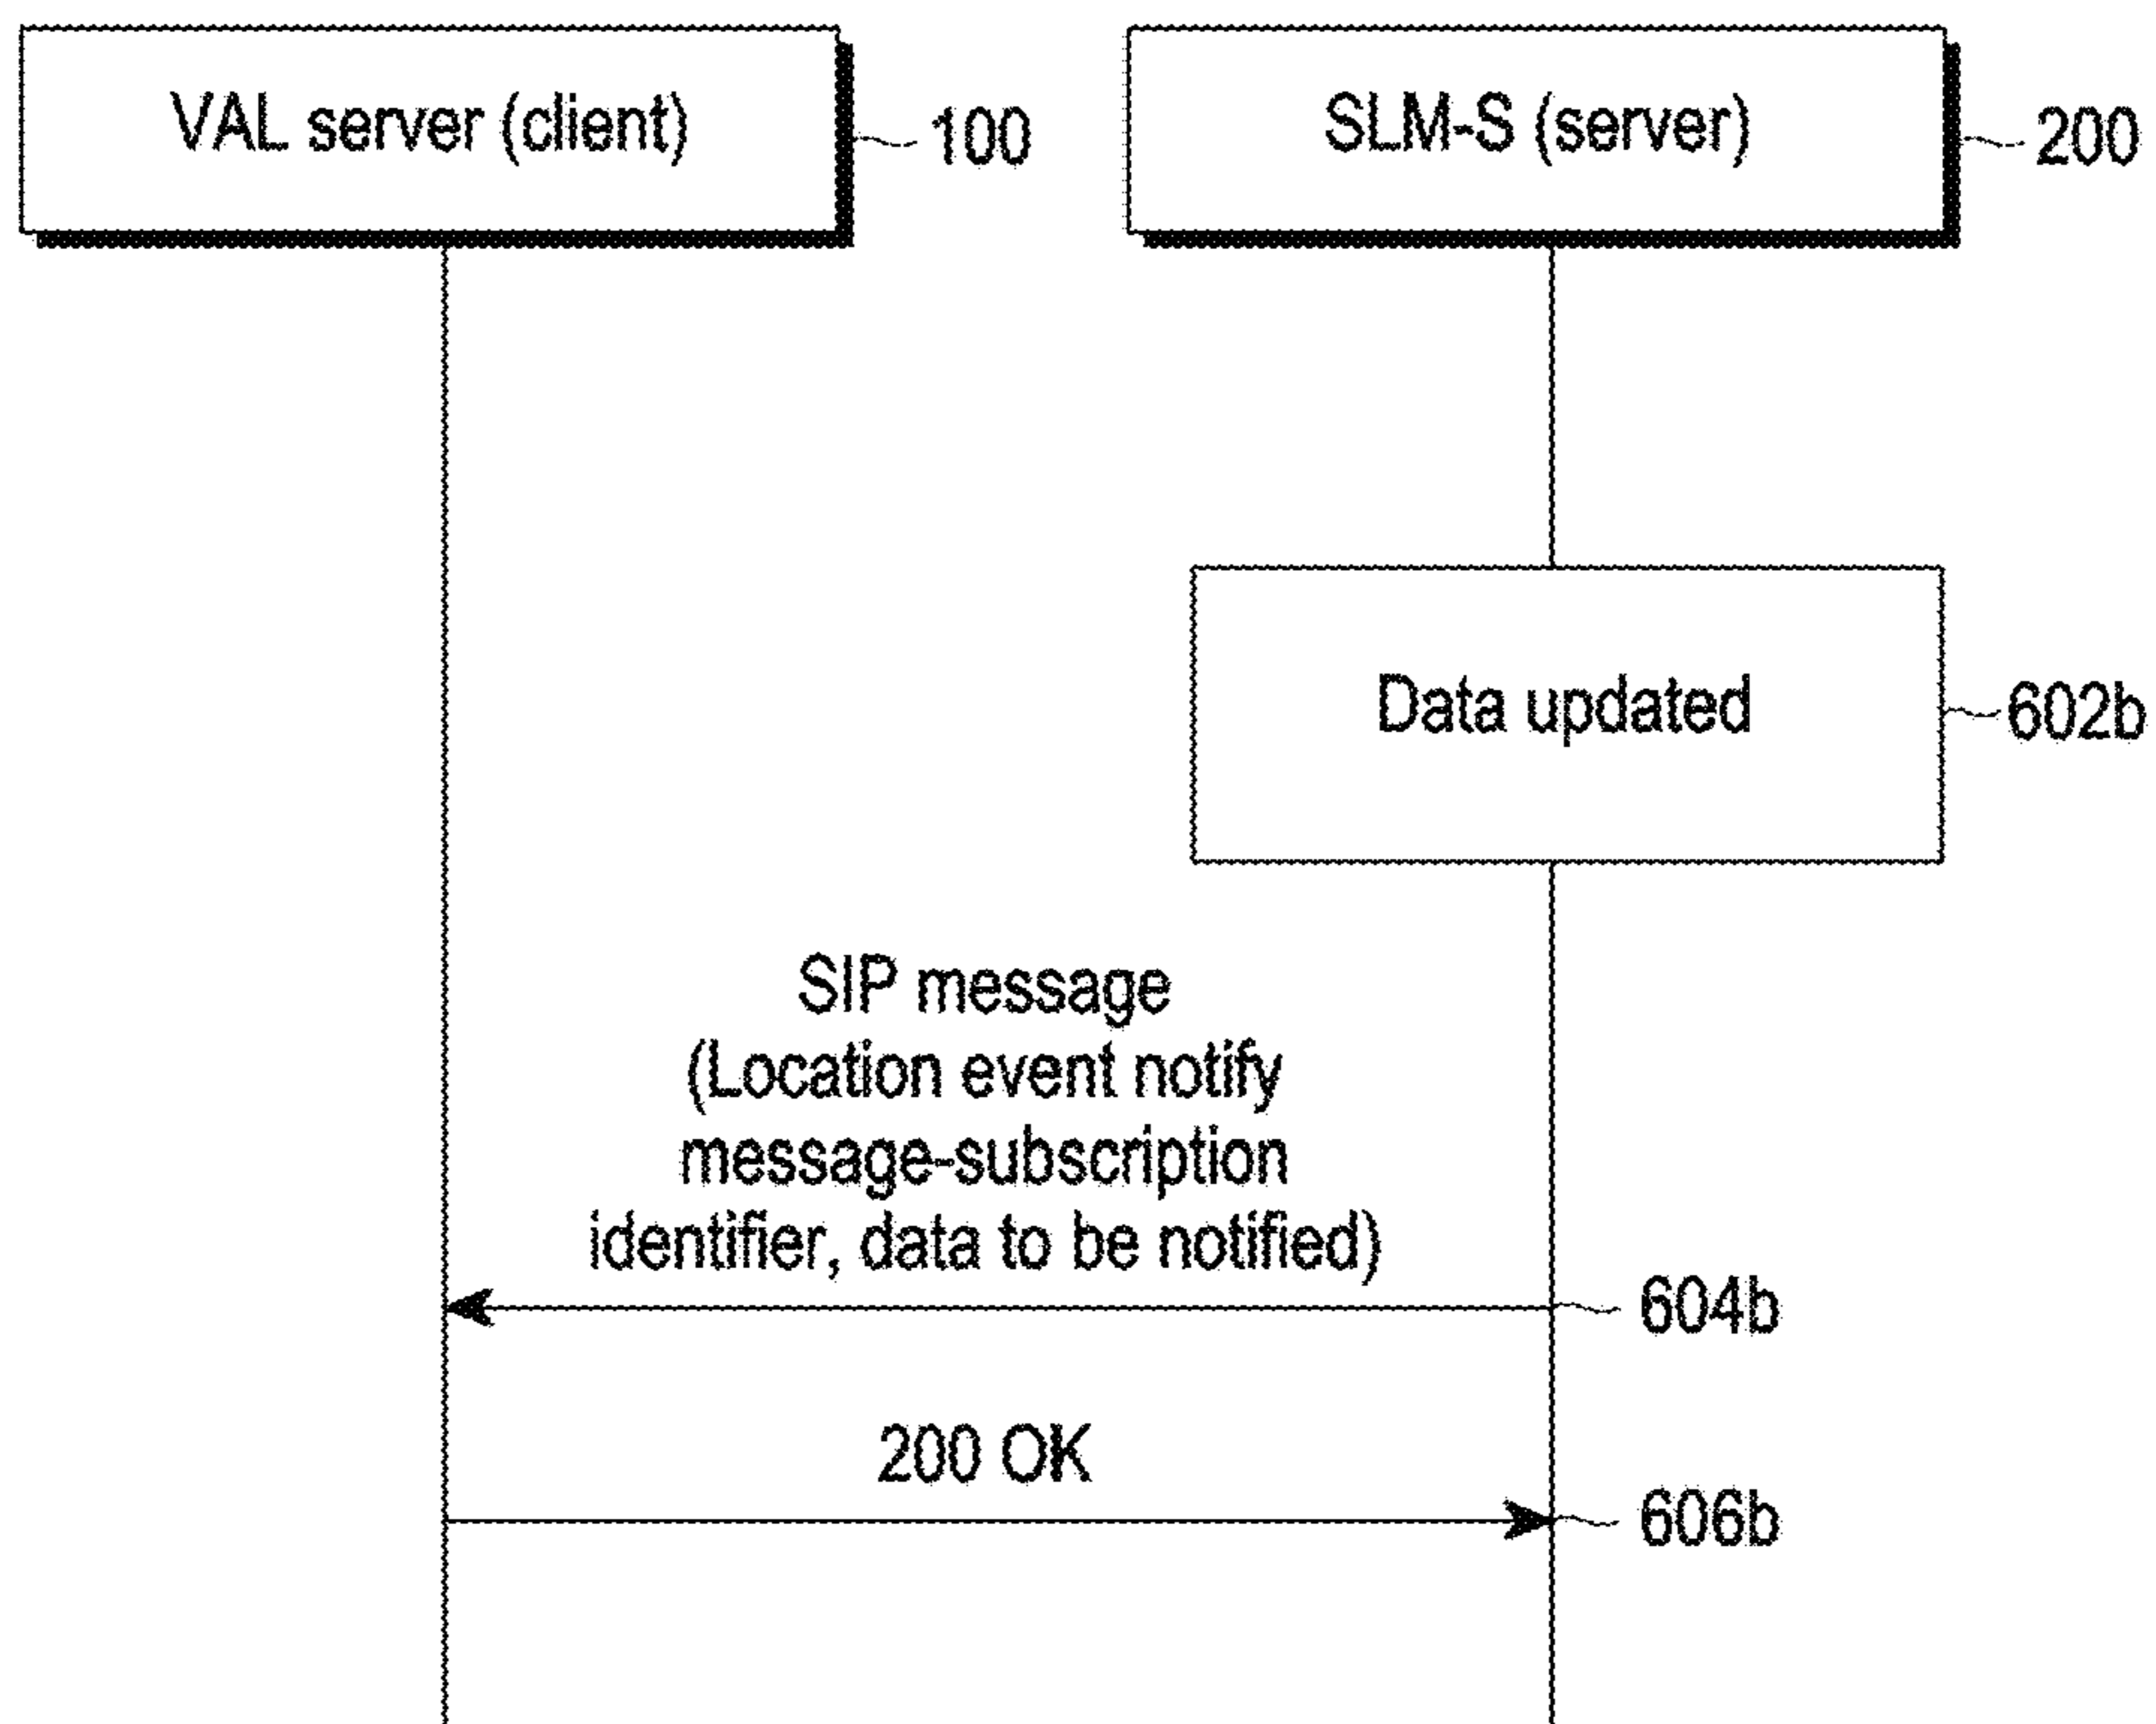 VAL server (client)
100
SLM-S (server)
200
Data updated
602b
SIP message
(Location event notify
message-subscription
identifier, data to be notified)
604b
200 OK
606b